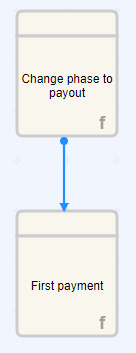 Change phase to
payout
f
First payment
f